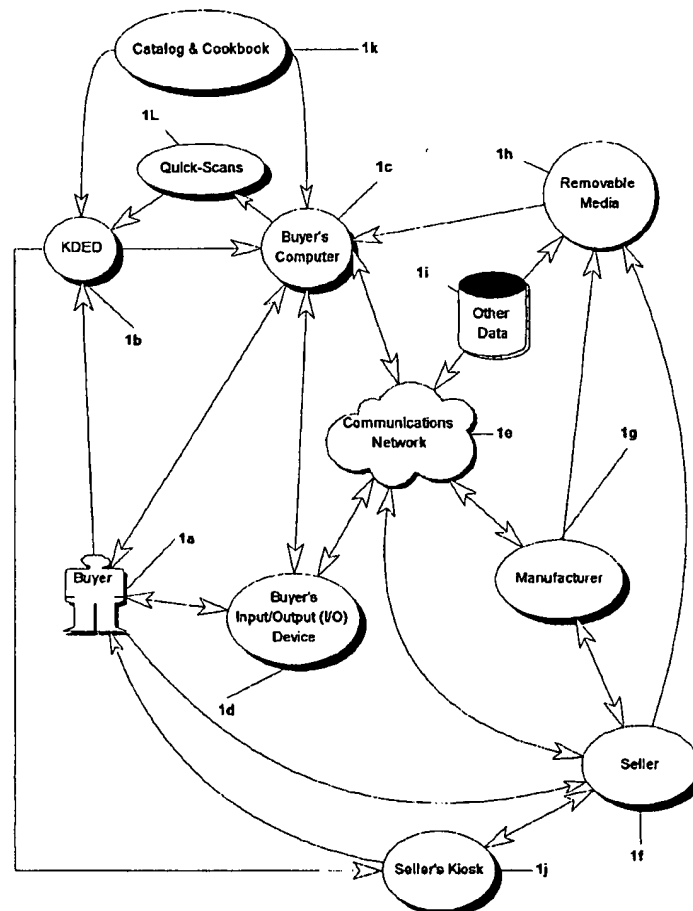 Catalog & Cookbook
1k
1L
Quick-Scans
1c
1h
Removable
Media
KDED
Buyer's
Computer
1i
Other
Data
1b
Communications
Network
1e
1g
1a
Buyer
Manufacturer
Buyer's
Input/Output (I/O)
Device
1d
Seller
1f
Seller's Kiosk
1j